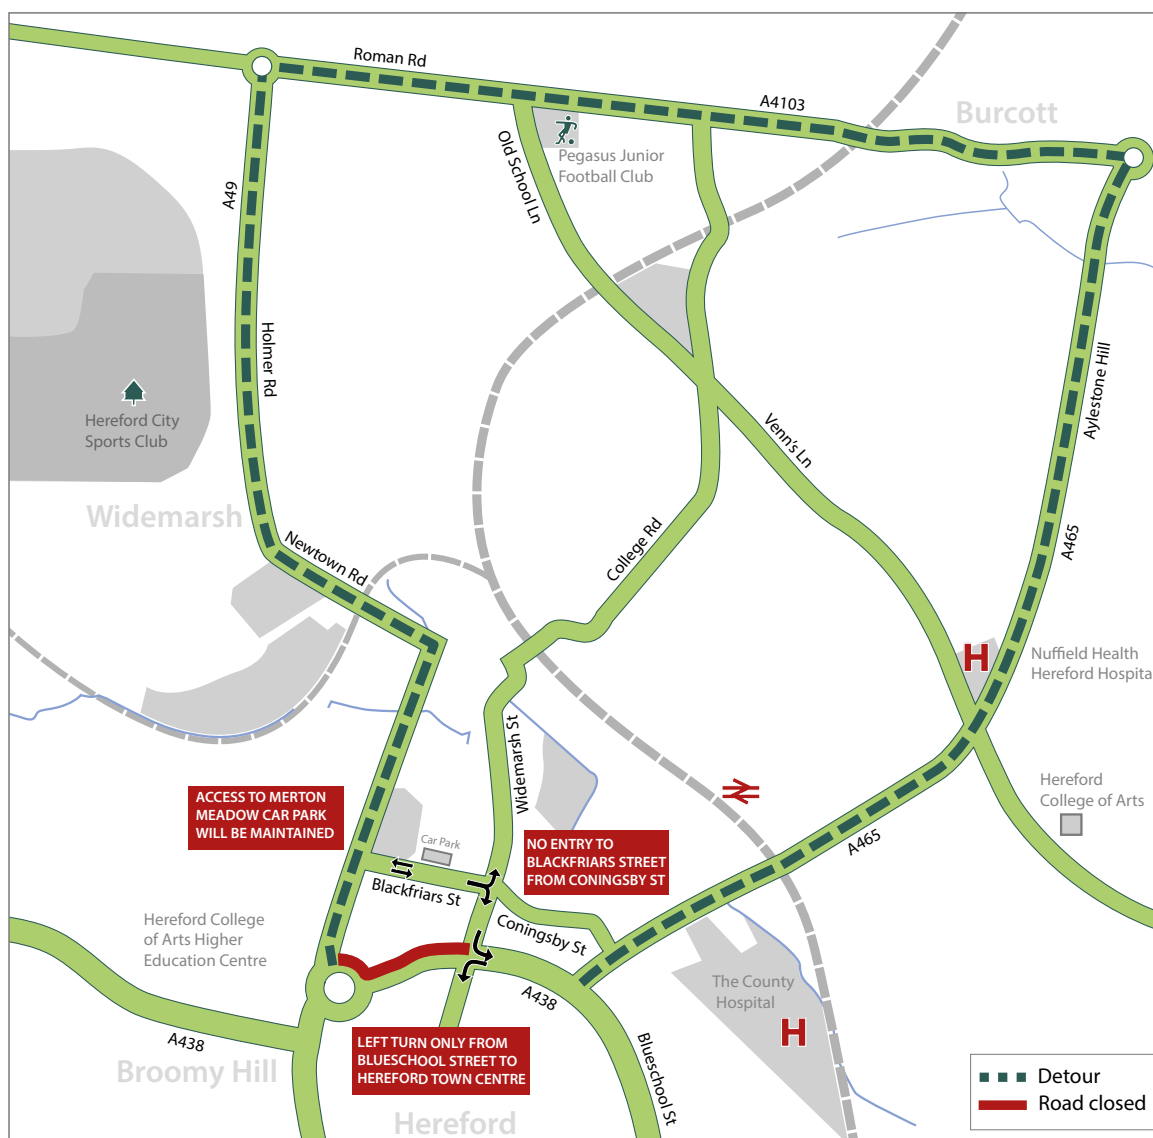 Roman Rd
A4103
Burcott
Old School Ln
Pegasus Junior
Football Club
A49
Holmer Rd
Aylestone Hill
Hereford City
Sports Club
Venn's Ln
Widemarsh
Newtown Rd
College Rd
A465
Nuffield Health
Hereford Hospita
H
Widemarsh St
ACCESS TO MERTON
MEADOW CAR PARK
WILL BE MAINTAINED
Hereford
College of Arts
Car Park
NO ENTRY TO
BLACKFRIARS STREET
FROM CONINGSBY ST
A465
Blackfriars St
Coningsby St
Hereford College
of Arts Higher
Education Centre
The County
Hospital
H
A438
A438
Broomy Hill
LEFT TURN ONLY FROM
BLUESCHOOL STREET TO
HEREFORD TOWN CENTRE
Blueschool St
Hereford
Detour
Road closed